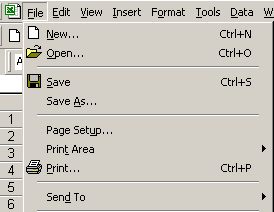 File Edit View Insert Format Tools Data
New... Ctrl+N
Open... Ctrl+O
Save Ctrl+S
Save As...
1
Page Setup...
2
Print Area
3
Print... Ctrl+P
4
5
Send To
6